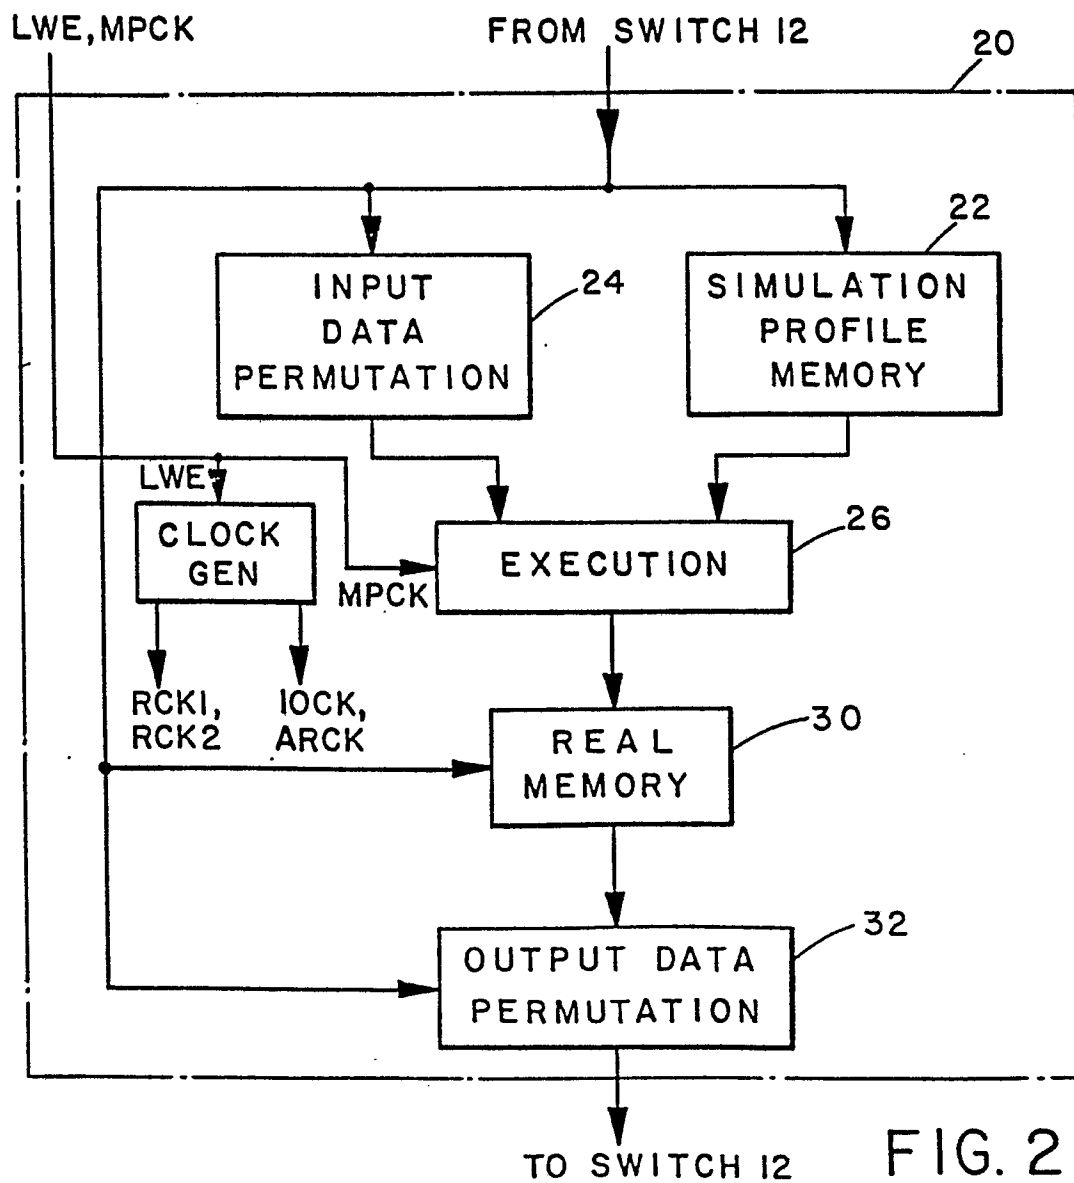 LWE, MPCK
FROM SWITCH 12
20
22
INPUT
DATA
PERMUTATION
24
SIMULATION
PROFILE
MEMORY
LWE
CLOCK
GEN
MPCK
EXECUTION
26
RCK1,
RCK2
IOCK,
ARCK
REAL
MEMORY
30
OUTPUT DATA
PERMUTATION
32
TO SWITCH 12
FIG. 2